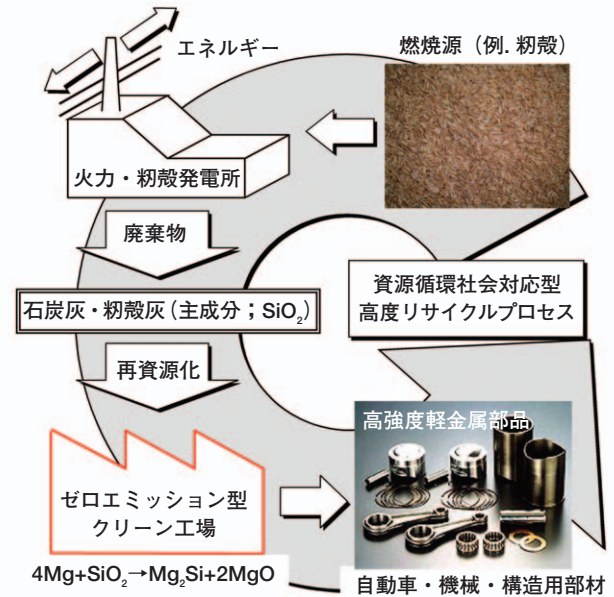 エネルギー
燃焼源（例．籾殻）
火力・籾殻発電所
廃棄物
石炭灰・籾殻灰（主成分；SiO₂）
資源循環社会対応型
高度リサイクルプロセス
再資源化
高強度軽金属部品
ゼロエミッション型
クリーン工場
4Mg+SiO₂→Mg₂Si+2MgO
自動車・機械・構造用部材